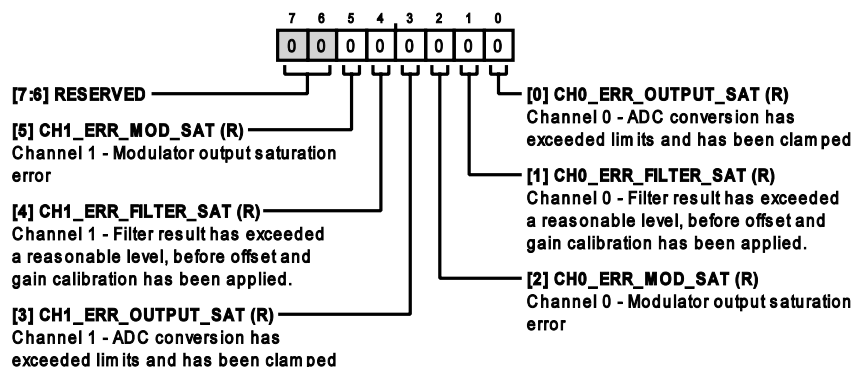 7 6 5 4 3 2 1 0
0 0 0 0 0 0 0 0
[7:6] RESERVED
[5] CH1_ERR_MOD_SAT (R)
Channel 1 - Modulator output saturation
error
[4] CH1_ERR_FILTER_SAT (R)
Channel 1 - Filter result has exceeded
a reasonable level, before offset and
gain calibration has been applied.
[3] CH1_ERR_OUTPUT_SAT (R)
Channel 1 - ADC conversion has
exceeded limits and has been clamped
[0] CH0_ERR_OUTPUT_SAT (R)
Channel 0 - ADC conversion has
exceeded limits and has been clamped
[1] CH0_ERR_FILTER_SAT (R)
Channel 0 - Filter result has exceeded
a reasonable level, before offset and
gain calibration has been applied.
[2] CH0_ERR_MOD_SAT (R)
Channel 0 - Modulator output saturation
error